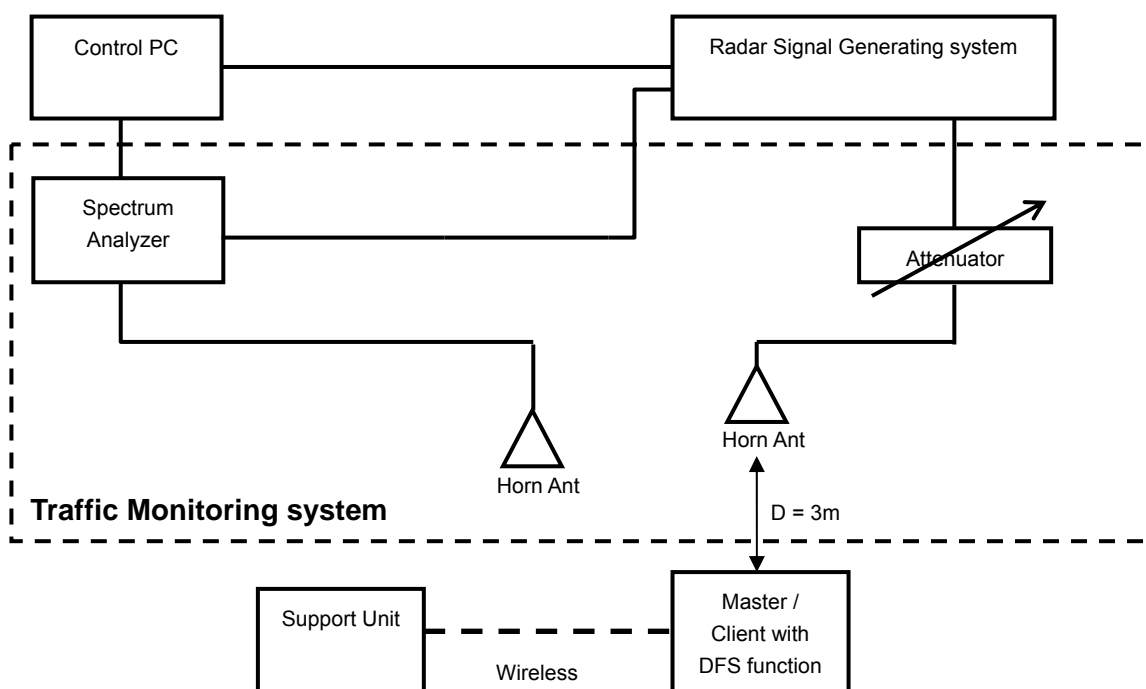 Control PC
Radar Signal Generating system
Spectrum
Analyzer
Attenuator
Horn Ant
Horn Ant
Traffic Monitoring system
D = 3m
Support Unit
Wireless
Master /
Client with
DFS function